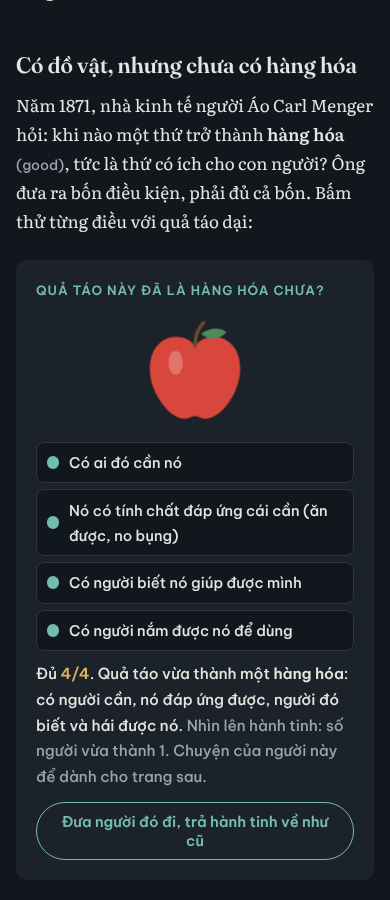 Có đồ vật, nhưng chưa có hàng hóa
Năm 1871, nhà kinh tế người Áo Carl Menger
hỏi: khi nào một thứ trở thành hàng hóa
(good), tức là thứ có ích cho con người? Ông
đưa ra bốn điều kiện, phải đủ cả bốn. Bấm
thử từng điều với quả táo dại:
QUẢ TÁO NÀY ĐÃ LÀ HÀNG HÓA CHƯA?
Có ai đó cần nó
Nó có tính chất đáp ứng cái cần (ăn
được, no bụng)
Có người biết nó giúp được mình
Có người nắm được nó để dùng
Đủ 4/4. Quả táo vừa thành một hàng hóa:
có người cần, nó đáp ứng được, người đó
biết và hái được nó. Nhìn lên hành tinh: số
người vừa thành 1. Chuyện của người này
để dành cho trang sau.
Đưa người đó đi, trả hành tinh về như
cũ